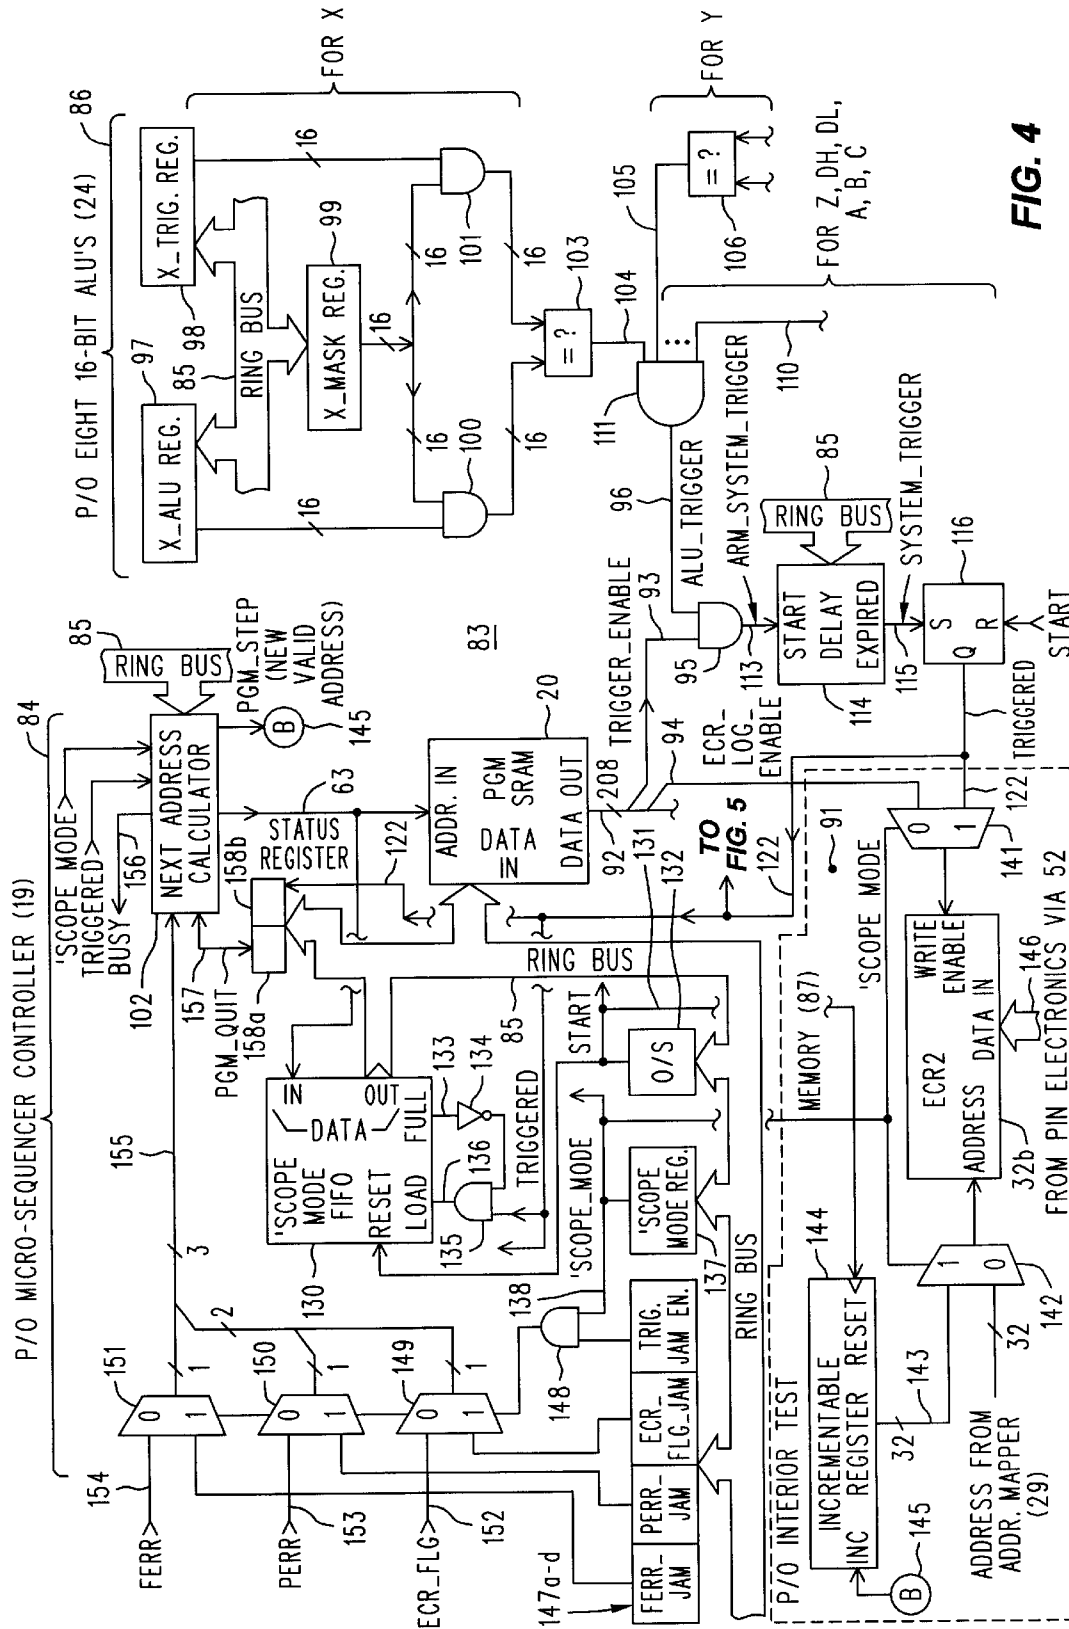 P/O MICRO-SEQUENCER CONTROLLER (19)
84
P/O EIGHT 16-BIT ALU'S (24)
86
FERR
154
PERR
153
ECR_FLG
152
151
0
1
150
0
1
149
0
1
1
1
1
2
3
155
'SCOPE MODE
TRIGGERED
BUSY
156
102
NEXT ADDRESS
CALCULATOR
RING BUS
85
PGM_STEP
(NEW
VALID
ADDRESS)
B
145
157
PGM_QUIT
158a
158b
STATUS
REGISTER
63
122
83
20
ADDR. IN
PGM
SRAM
DATA
IN
DATA OUT
208
92
TRIGGER_ENABLE
93
94
ECR_
LOG_
ENABLE
130
'SCOPE
MODE
FIFO
IN
DATA
OUT
RESET
LOAD
FULL
133
134
136
135
TRIGGERED
RING BUS
85
START
131
132
O/S
'SCOPE_MODE
138
'SCOPE
MODE REG.
137
148
147a-d
FERR_
JAM
PERR_
JAM
ECR_
FLG_JAM
TRIG.
JAM EN.
RING BUS
TO
FIG. 5
122
91
X_ALU REG.
97
X_TRIG. REG.
98
85
RING BUS
X_MASK REG.
99
16
16
16
16
16
16
16
100
101
= ?
103
104
FOR X
105
= ?
106
FOR Y
FOR Z, DH, DL,
A, B, C
110
111
96
ALU_TRIGGER
95
113
ARM_SYSTEM_TRIGGER
START
DELAY
EXPIRED
114
RING BUS
85
115
SYSTEM_TRIGGER
116
S
Q
R
START
TRIGGERED
122
P/O INTERIOR TEST
MEMORY (87)
'SCOPE MODE
144
INCREMENTABLE
REGISTER
INC
RESET
B
145
32
143
ADDRESS FROM
ADDR. MAPPER
(29)
32
1
0
142
0
1
141
WRITE
ENABLE
ECR2
ADDRESS
DATA IN
146
32b
FROM PIN ELECTRONICS VIA 52
FIG. 4